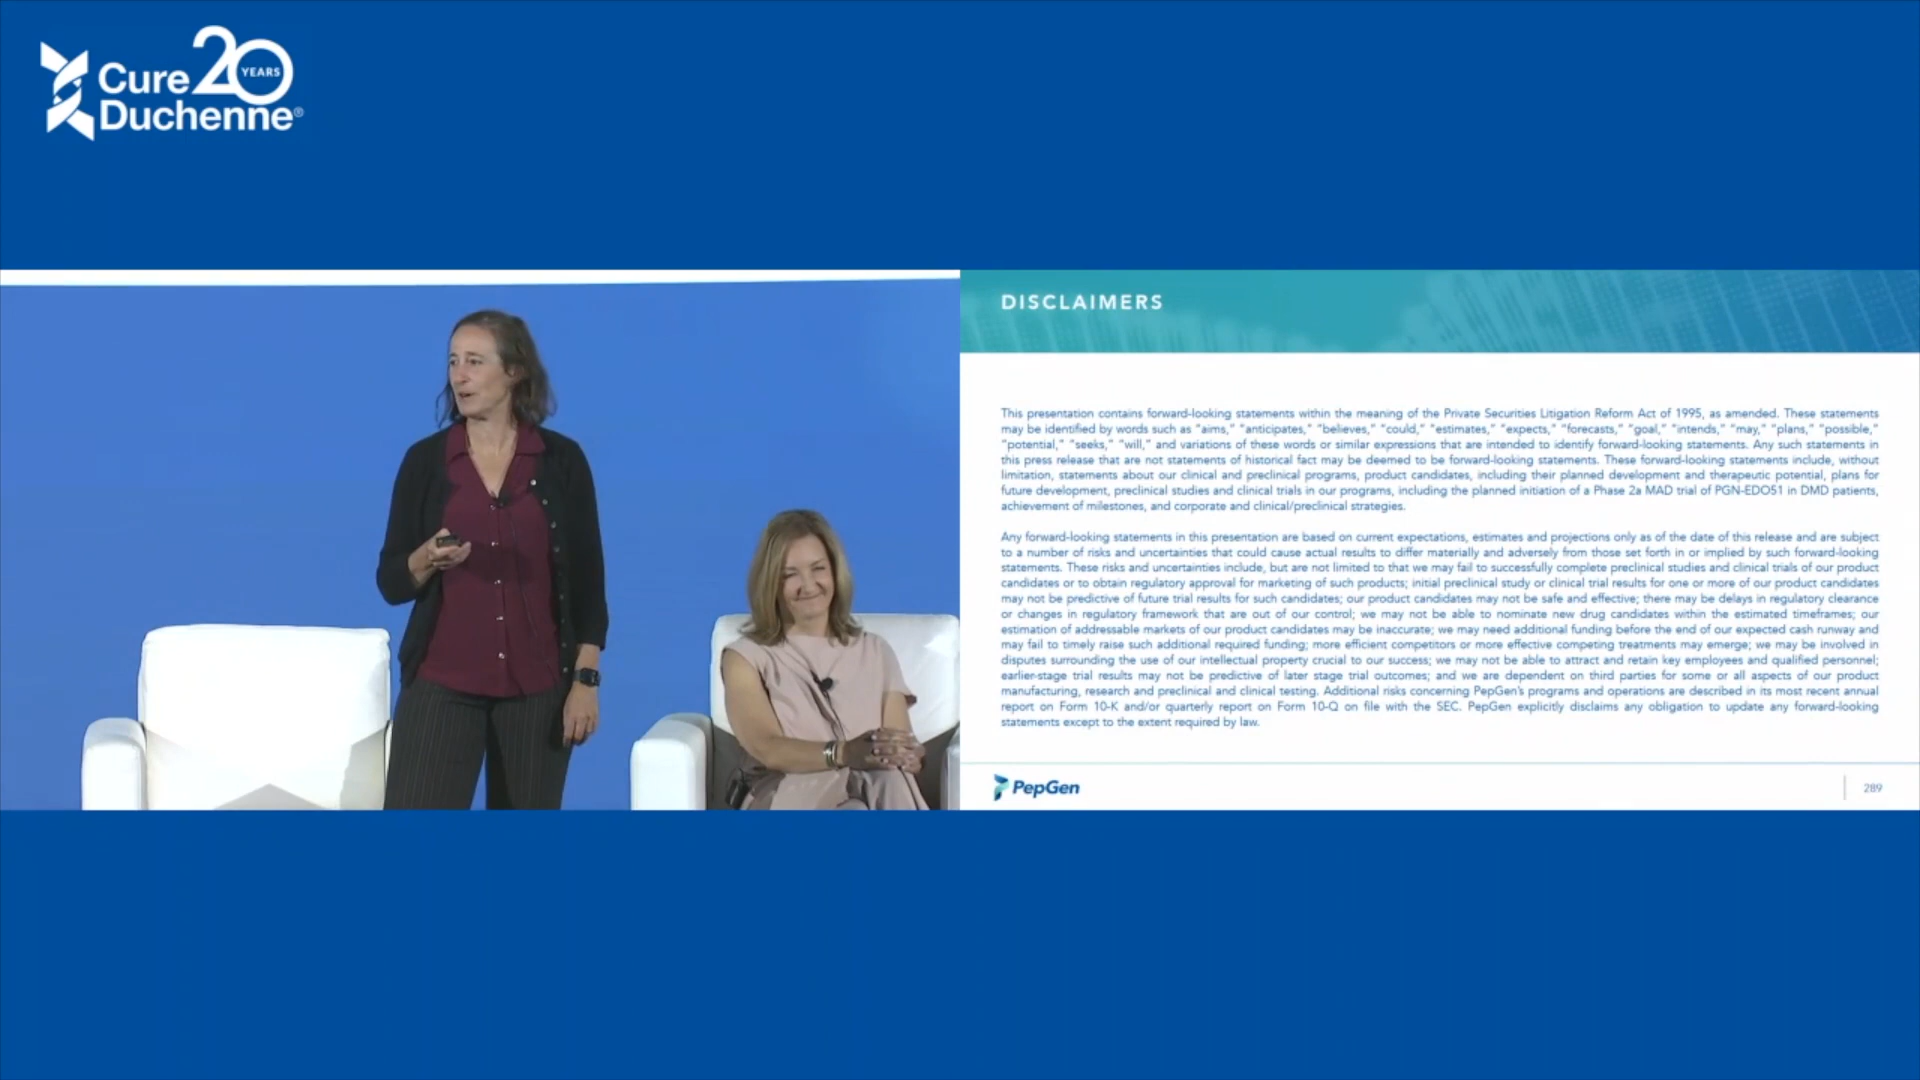 Cure 20 YEARS
Duchenne®
DISCLAIMERS
This presentation contains forward-looking statements within the meaning of the Private Securities Litigation Reform Act of 1995, as amended. These statements
may be identified by words such as "aims," "anticipates," "believes," "could," "estimates," "expects," "forecasts," "goal," "intends," "may," "plans," "possible,"
"potential," "seeks," "will," and variations of these words or similar expressions that are intended to identify forward-looking statements. Any such statements in
this press release that are not statements of historical fact may be deemed to be forward-looking statements. These forward-looking statements include, without
limitation, statements about our clinical and preclinical programs, product candidates, including their planned development and therapeutic potential, plans for
future development, preclinical studies and clinical trials in our programs, including the planned initiation of a Phase 2a MAD trial of PGN-EDO51 in DMD patients,
achievement of milestones, and corporate and clinical/preclinical strategies.
Any forward-looking statements in this presentation are based on current expectations, estimates and projections only as of the date of this release and are subject
to a number of risks and uncertainties that could cause actual results to differ materially and adversely from those set forth in or implied by such forward-looking
statements. These risks and uncertainties include, but are not limited to that we may fail to successfully complete preclinical studies and clinical trials of our product
candidates or to obtain regulatory approval for marketing of such products; initial preclinical study or clinical trial results for one or more of our product candidates
may not be predictive of future trial results for such candidates; our product candidates may not be safe and effective; there may be delays in regulatory clearance
or changes in regulatory framework that are out of our control; we may not be able to nominate new drug candidates within the estimated timeframes; our
estimation of addressable markets of our product candidates may be inaccurate; we may need additional funding before the end of our expected cash runway and
may fail to timely raise such additional required funding; more efficient competitors or more effective competing treatments may emerge; we may be involved in
disputes surrounding the use of our intellectual property crucial to our success; we may not be able to attract and retain key employees and qualified personnel;
earlier-stage trial results may not be predictive of later stage trial outcomes; and we are dependent on third parties for some or all aspects of our product
manufacturing, research and preclinical and clinical testing. Additional risks concerning PepGen's programs and operations are described in its most recent annual
report on Form 10-K and/or quarterly report on Form 10-Q on file with the SEC. PepGen explicitly disclaims any obligation to update any forward-looking
statements except to the extent required by law.
PepGen
289